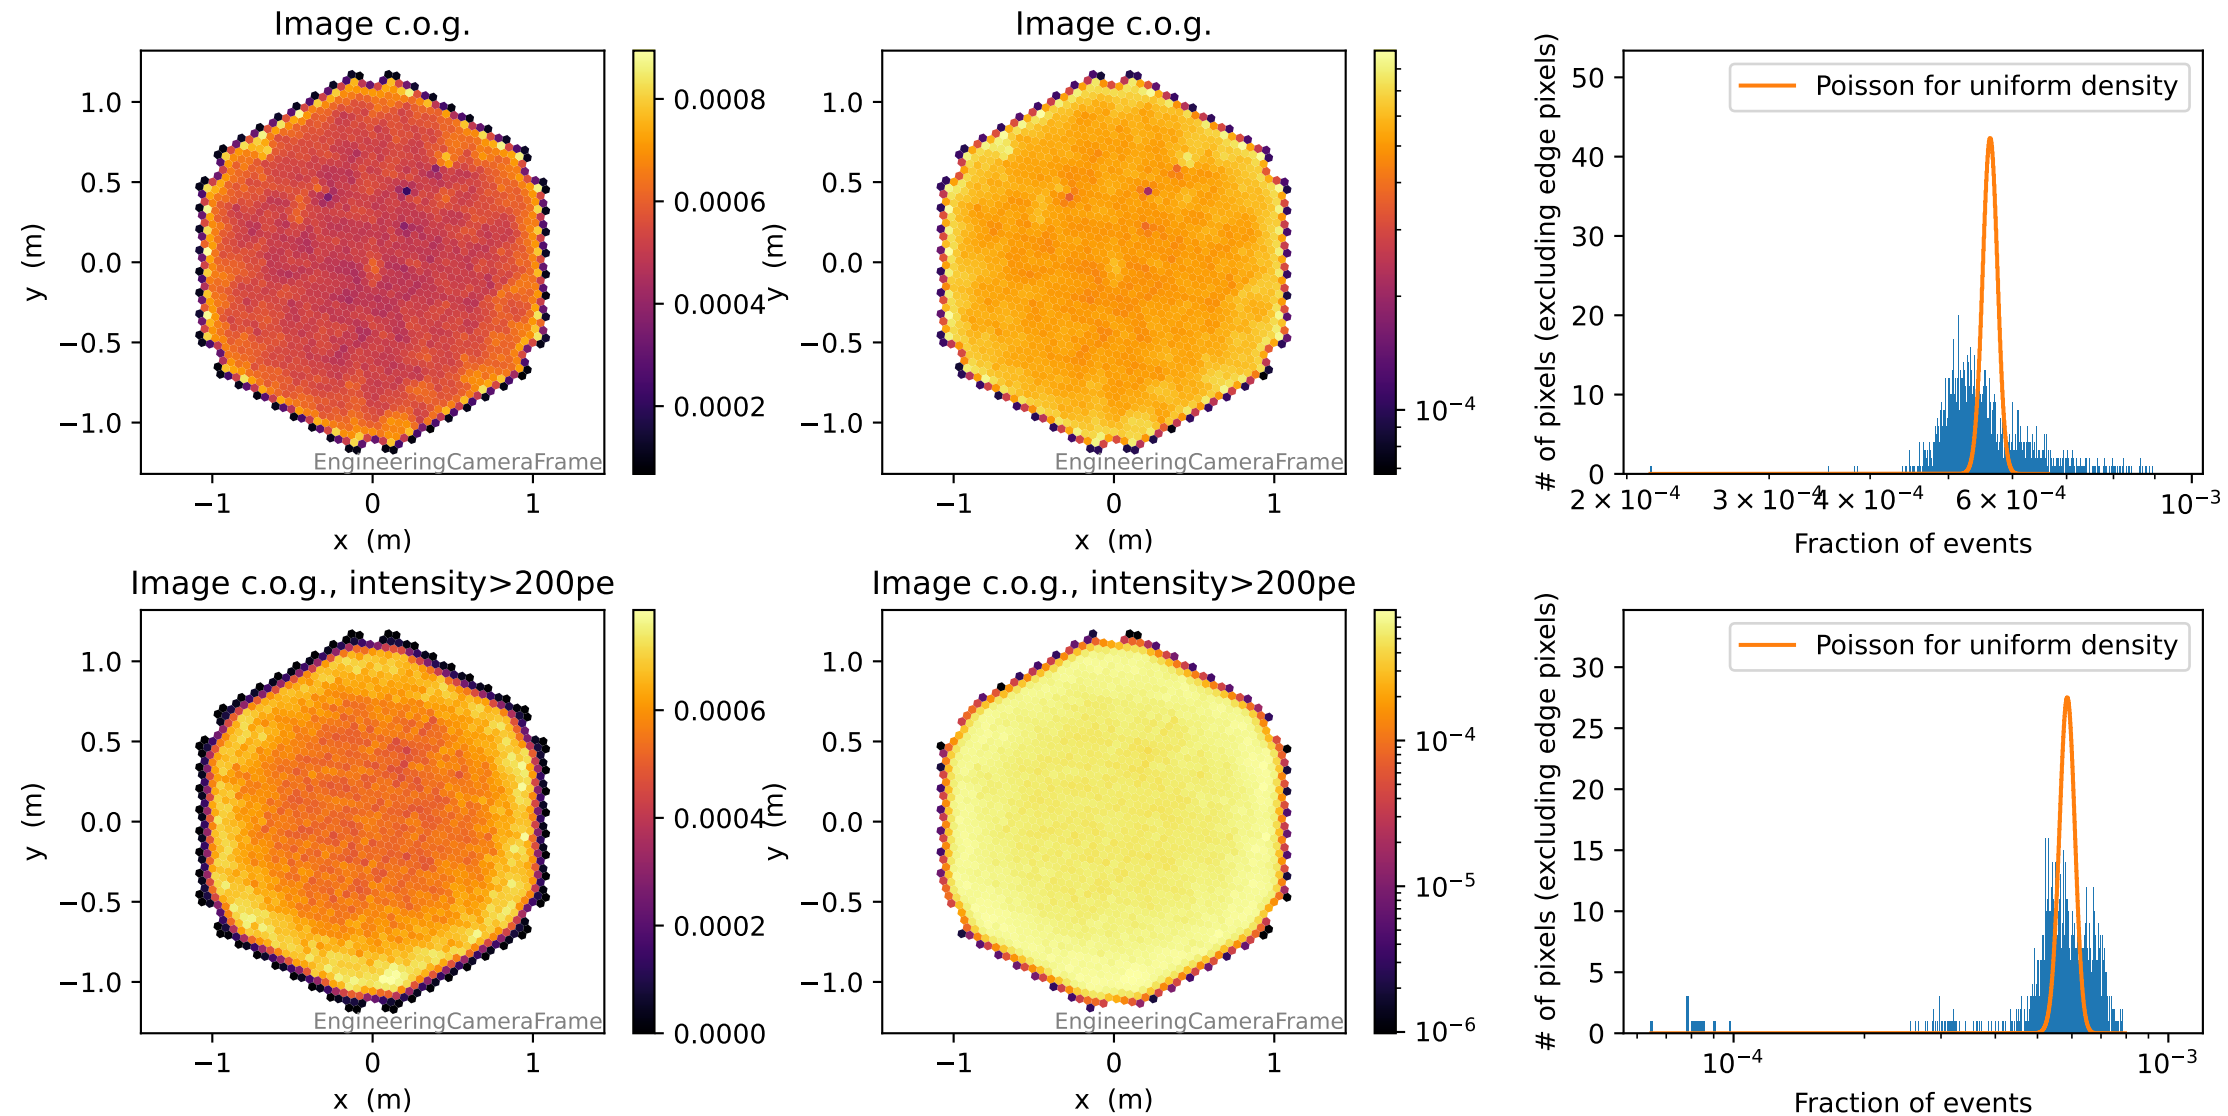 Image c.o.g.
y (m)
1.0
0.5
0.0
−0.5
−1.0
EngineeringCameraFrame
−1 0 1
x (m)
0.0008
0.0006
0.0004
0.0002
Image c.o.g.
y (m)
1.0
0.5
0.0
−0.5
−1.0
EngineeringCameraFrame
−1 0 1
x (m)
10⁻⁴
# of pixels (excluding edge pixels)
50
40
30
20
10
0
Poisson for uniform density
2 × 10⁻⁴ 3 × 10⁻⁴ 4 × 10⁻⁴ 6 × 10⁻⁴ 10⁻³
Fraction of events
Image c.o.g., intensity>200pe
y (m)
1.0
0.5
0.0
−0.5
−1.0
EngineeringCameraFrame
−1 0 1
x (m)
0.0006
0.0004
0.0002
0.0000
Image c.o.g., intensity>200pe
y (m)
1.0
0.5
0.0
−0.5
−1.0
EngineeringCameraFrame
−1 0 1
x (m)
10⁻⁴
10⁻⁵
10⁻⁶
# of pixels (excluding edge pixels)
30
25
20
15
10
5
0
Poisson for uniform density
10⁻⁴ 10⁻³
Fraction of events